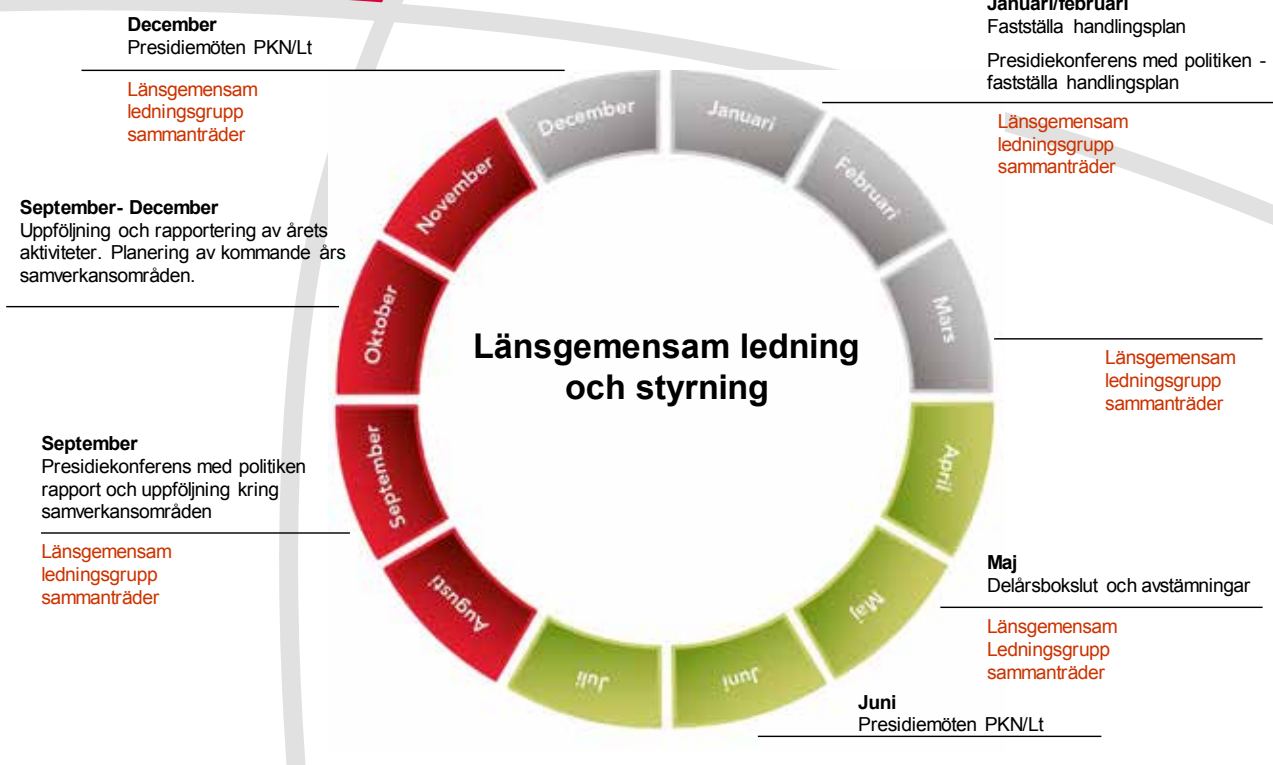 Januari/februari
Fastställa handlingsplan
Presidiekonferens med politiken -
fastställa handlingsplan
Länsgemensam
ledningsgrupp
sammanträder
December
Presidiemöten PKN/Lt
Länsgemensam
ledningsgrupp
sammanträder
September- December
Uppföljning och rapportering av årets
aktiviteter. Planering av kommande års
samverkansområden.
September
Presidiekonferens med politiken
rapport och uppföljning kring
samverkansområden
Länsgemensam
ledningsgrupp
sammanträder
Länsgemensam ledning
och styrning
Januari
Februari
Mars
April
Maj
Juni
Juli
Augusti
September
Oktober
November
December
Länsgemensam
ledningsgrupp
sammanträder
Maj
Delårsbokslut och avstämningar
Länsgemensam
Ledningsgrupp
sammanträder
Juni
Presidiemöten PKN/Lt